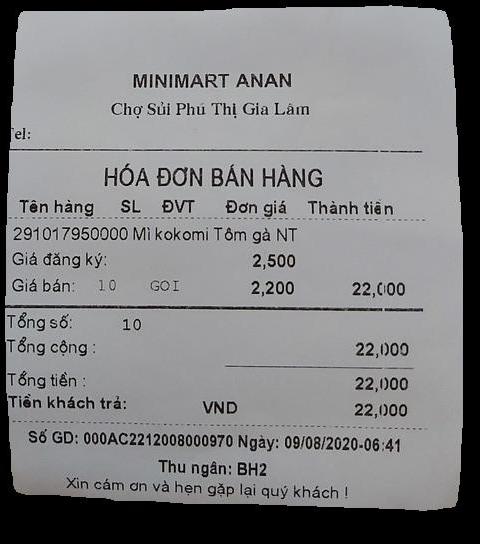 MINIMART ANAN
Chợ Sủi Phú Thị Gia Lâm
Tel:
HÓA ĐƠN BÁN HÀNG
Tên hàng SL ĐVT Đơn giá Thành tiền
291017950000 Mì kokomi Tôm gà NT
Giá đăng ký: 2,500
Giá bán: 10 GOI 2,200 22,000
Tổng số: 10
Tổng cộng : 22,000
Tổng tiền : 22,000
Tiền khách trả: VND 22,000
Số GD: 000AC2212008000970 Ngày: 09/08/2020-06:41
Thu ngân: BH2
Xin cám ơn và hẹn gặp lại quý khách !